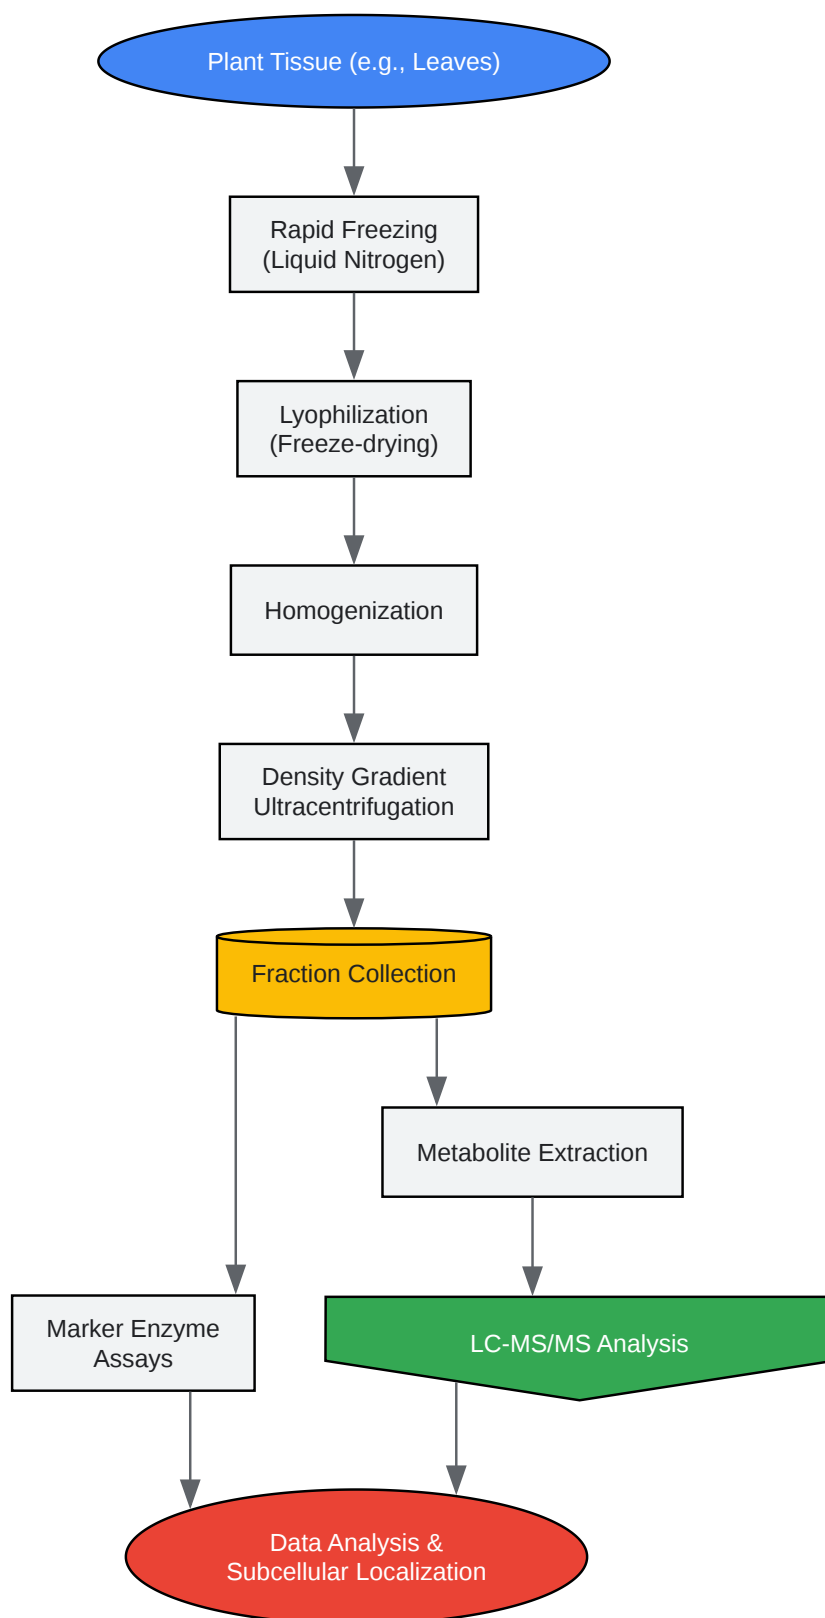 Plant Tissue (e.g., Leaves)
Rapid Freezing
(Liquid Nitrogen)
Lyophilization
(Freeze-drying)
Homogenization
Density Gradient
Ultracentrifugation
Fraction Collection
Metabolite Extraction
Marker Enzyme
Assays
LC-MS/MS Analysis
Data Analysis &
Subcellular Localization